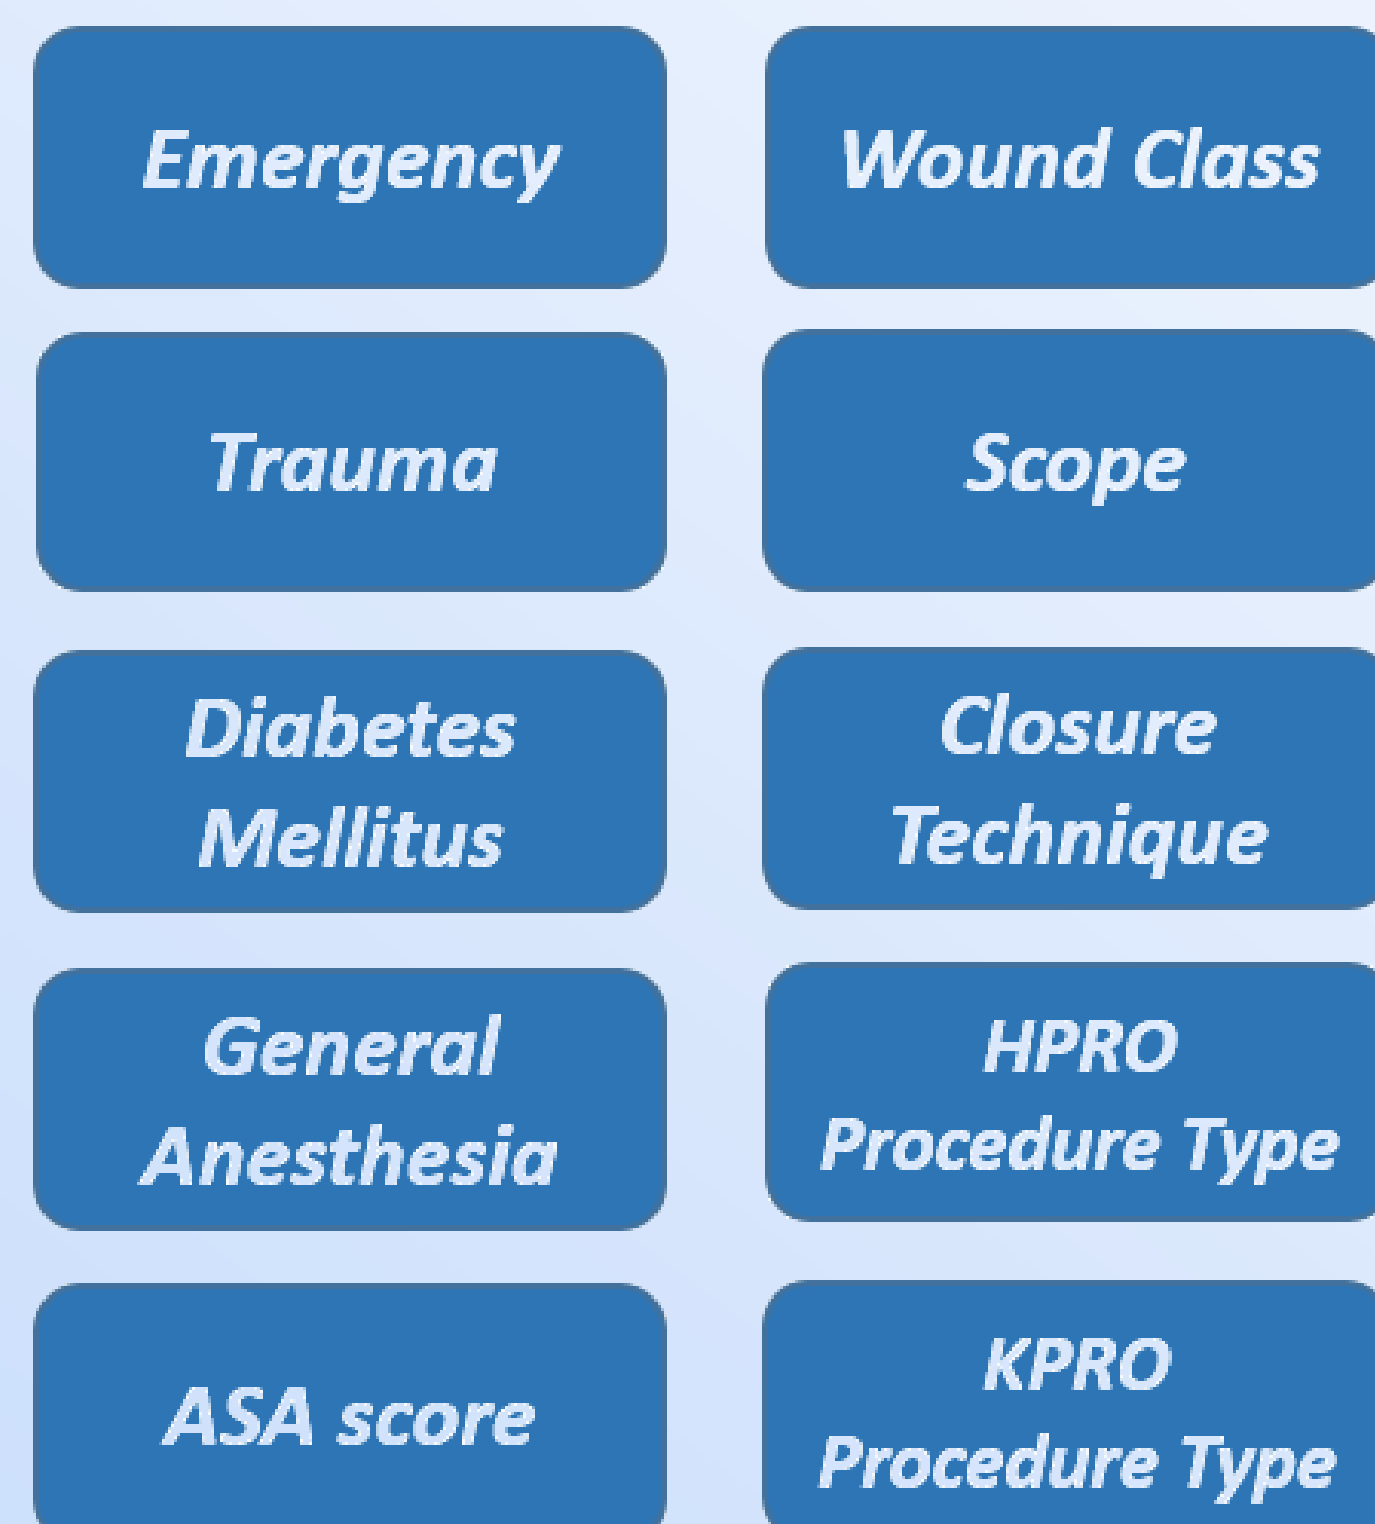 Emergency
Wound Class
Trauma
Scope
Diabetes
Mellitus
Closure
Technique
General
Anesthesia
HPRO
Procedure Type
ASA score
KPRO
Procedure Type